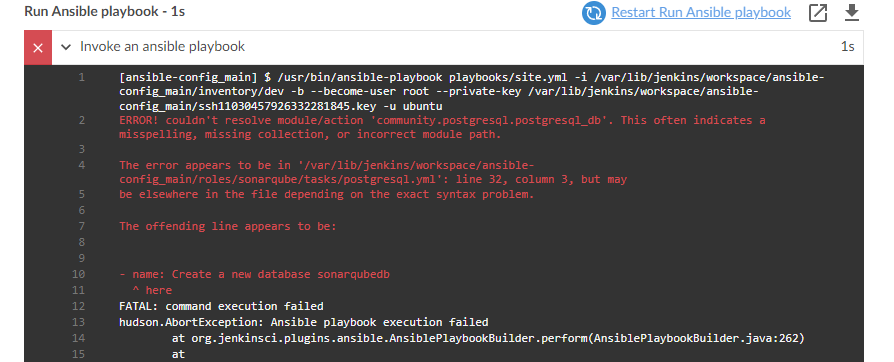 Run Ansible playbook - 1s
Restart Run Ansible playbook
Invoke an ansible playbook
1s
1 [ansible-config_main] $ /usr/bin/ansible-playbook playbooks/site.yml -i /var/lib/jenkins/workspace/ansible-
config_main/inventory/dev -b --become-user root --private-key /var/lib/jenkins/workspace/ansible-
config_main/ssh11030457926332281845.key -u ubuntu
2 ERROR! couldn't resolve module/action 'community.postgresql.postgresql_db'. This often indicates a
misspelling, missing collection, or incorrect module path.
3
4 The error appears to be in '/var/lib/jenkins/workspace/ansible-
config_main/roles/sonarqube/tasks/postgresql.yml': line 32, column 3, but may
5 be elsewhere in the file depending on the exact syntax problem.
6
7 The offending line appears to be:
8
9
10 - name: Create a new database sonarqubedb
11 ^ here
12 FATAL: command execution failed
13 hudson.AbortException: Ansible playbook execution failed
14 at org.jenkinsci.plugins.ansible.AnsiblePlaybookBuilder.perform(AnsiblePlaybookBuilder.java:262)
15 at